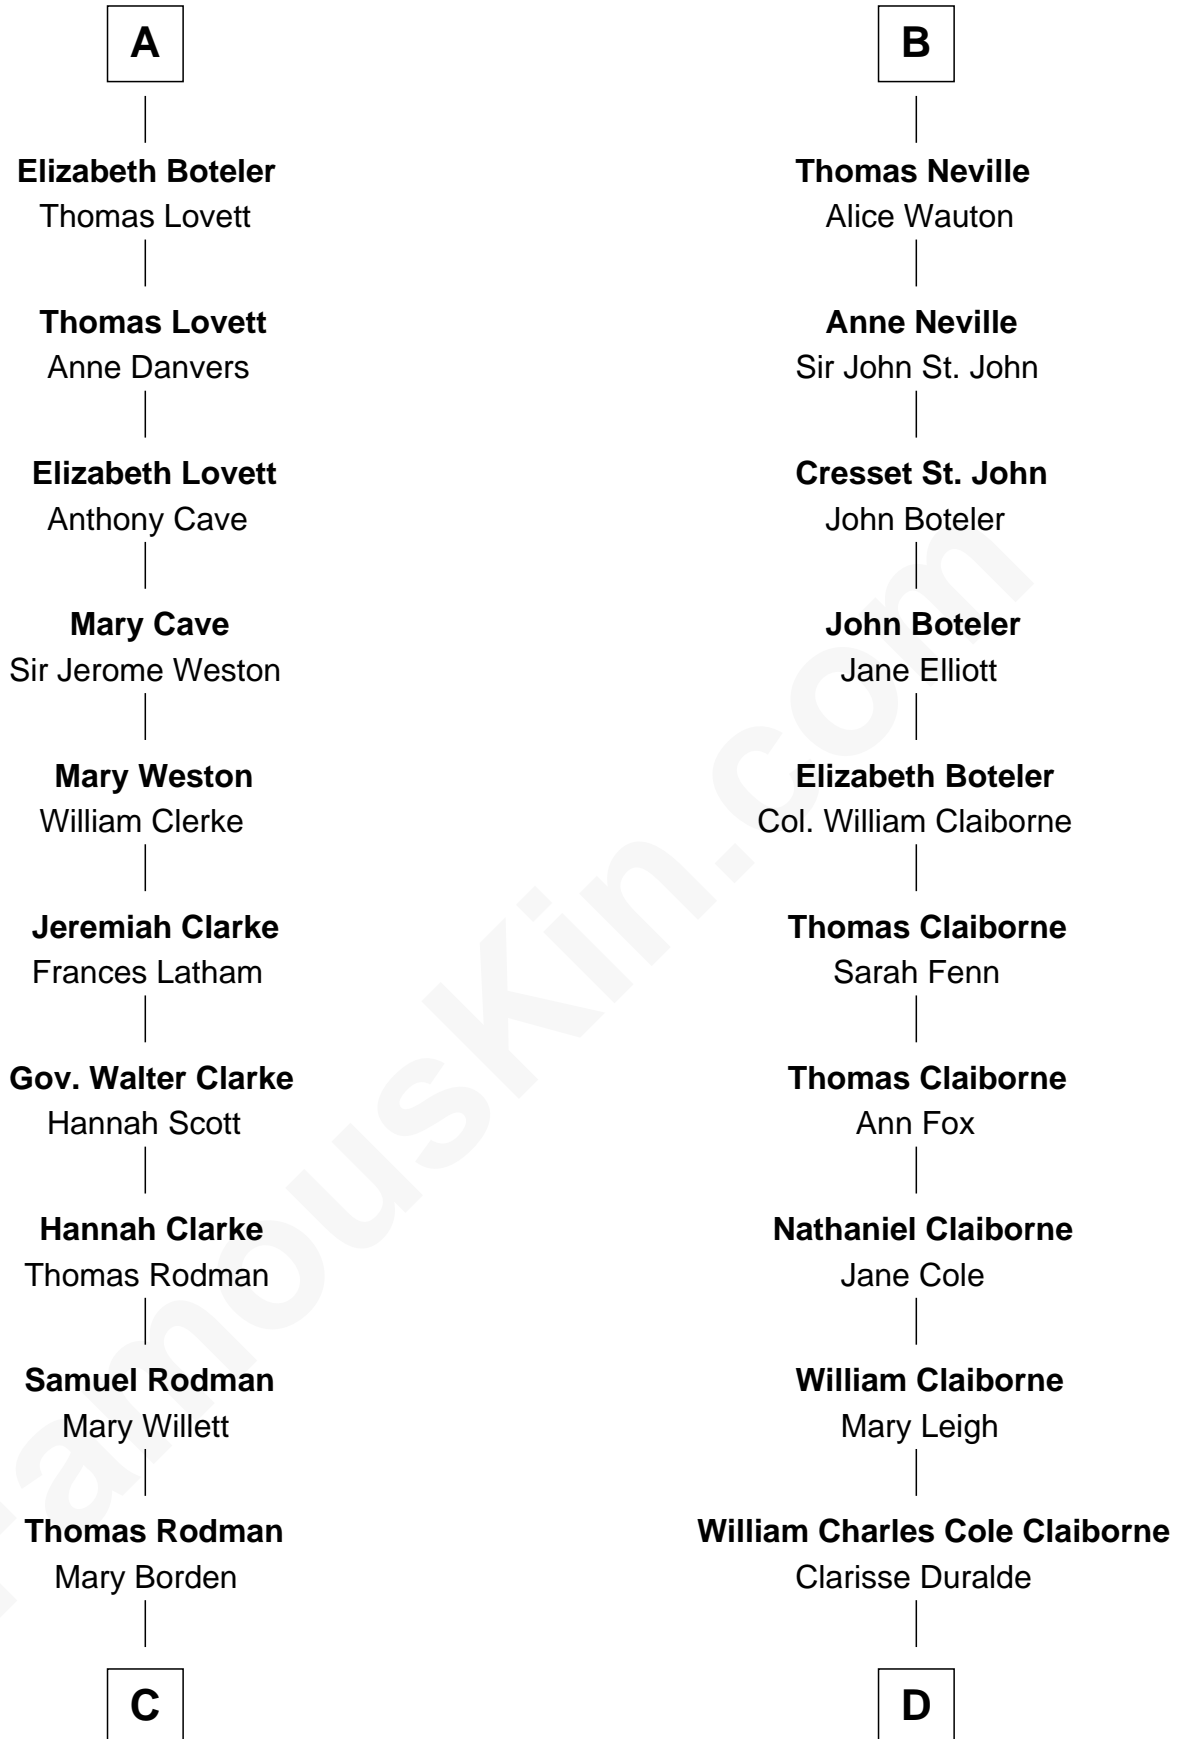 A
Elizabeth Boteler
Thomas Lovett
Thomas Lovett
Anne Danvers
Elizabeth Lovett
Anthony Cave
Mary Cave
Sir Jerome Weston
Mary Weston
William Clerke
Jeremiah Clarke
Frances Latham
Gov. Walter Clarke
Hannah Scott
Hannah Clarke
Thomas Rodman
Samuel Rodman
Mary Willett
Thomas Rodman
Mary Borden
C
B
Thomas Neville
Alice Wauton
Anne Neville
Sir John St. John
Cresset St. John
John Boteler
John Boteler
Jane Elliott
Elizabeth Boteler
Col. William Claiborne
Thomas Claiborne
Sarah Fenn
Thomas Claiborne
Ann Fox
Nathaniel Claiborne
Jane Cole
William Claiborne
Mary Leigh
William Charles Cole Claiborne
Clarisse Duralde
D
FamousKin.com